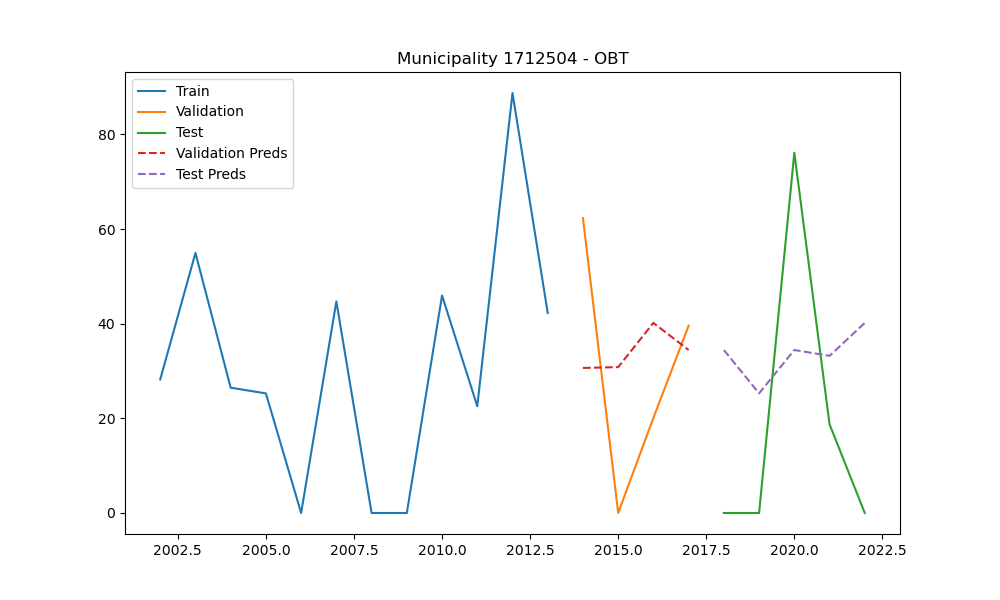 Municipality 1712504 - OBT
Train
Validation
Test
Validation Preds
Test Preds
80
60
40
20
0
2002.5 2005.0 2007.5 2010.0 2012.5 2015.0 2017.5 2020.0 2022.5